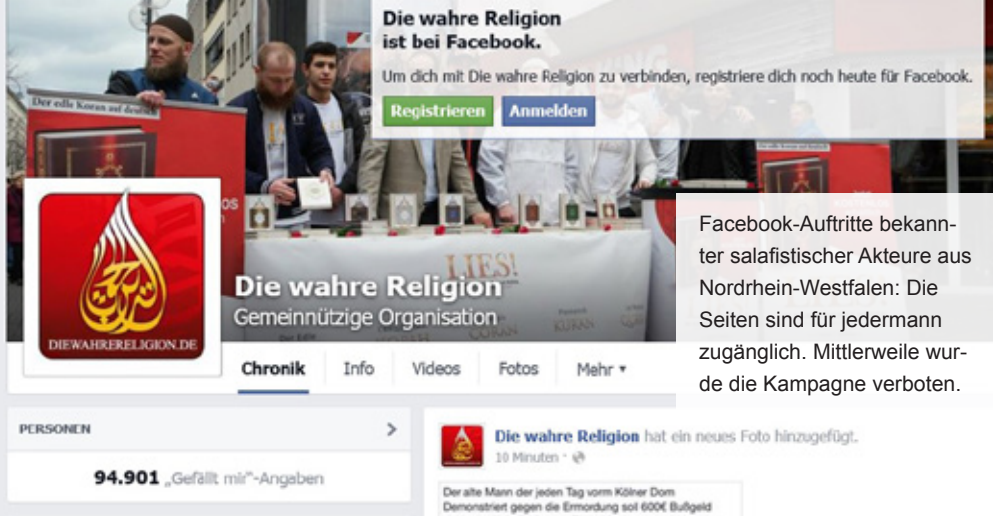 Die wahre Religion
ist bei Facebook.
Um dich mit Die wahre Religion zu verbinden, registriere dich noch heute für Facebook.
Registrieren Anmelden
Der edle Koran auf deutsch
LIES!
DIEWAHRERELIGION.DE
Die wahre Religion
Gemeinnützige Organisation
KORAN
Facebook-Auftritte bekann-
ter salafistischer Akteure aus
Nordrhein-Westfalen: Die
Seiten sind für jedermann
zugänglich. Mittlerweile wur-
de die Kampagne verboten.
Chronik Info Videos Fotos Mehr
PERSONEN
94.901 „Gefällt mir“-Angaben
Die wahre Religion hat ein neues Foto hinzugefügt.
10 Minuten ·
Der alte Mann der jeden Tag vorm Kölner Dom
Demonstriert gegen die Ermordung sol 600€ Bußgeld